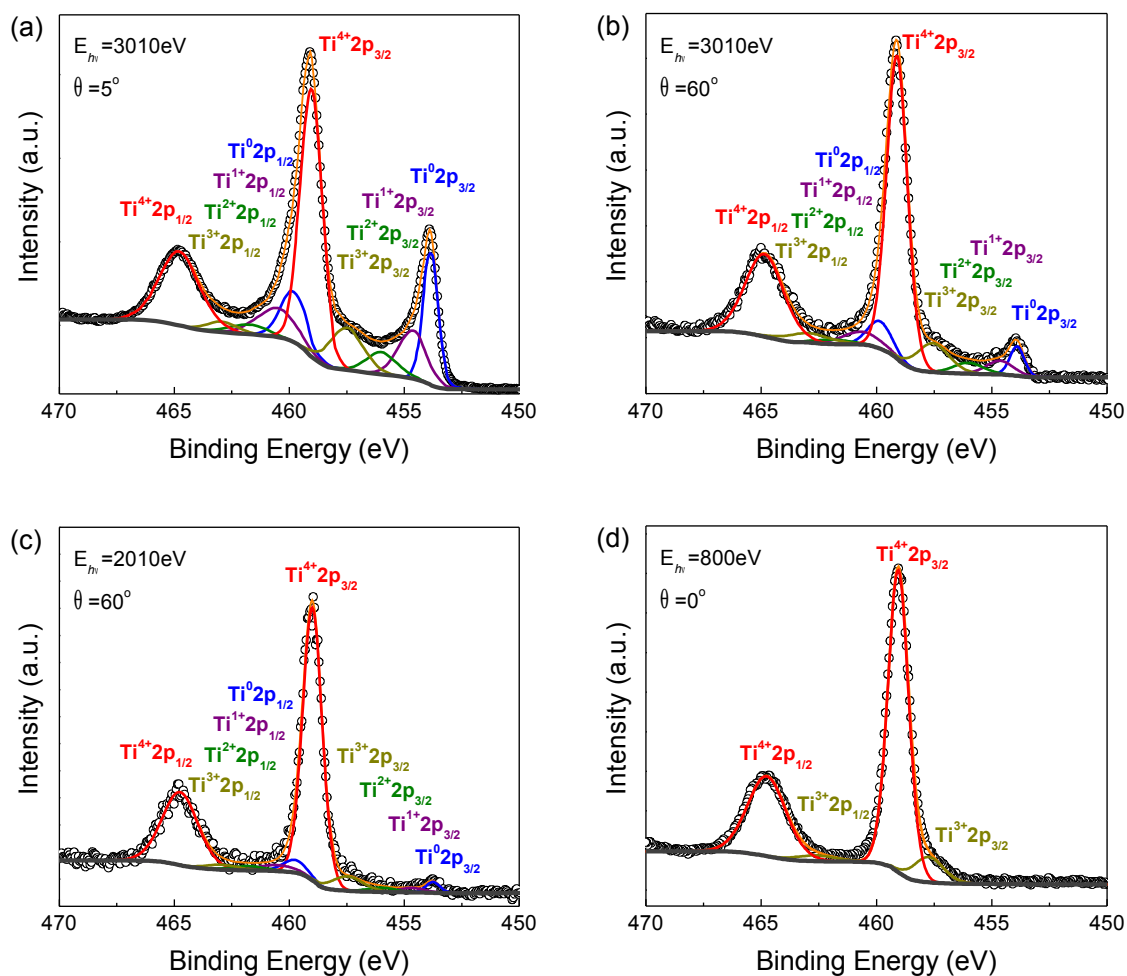 (a)
E_hν =3010eV
θ =5°
Ti⁴⁺2p₃/₂
Ti⁰2p₁/₂
Ti¹⁺2p₁/₂
Ti²⁺2p₁/₂
Ti³⁺2p₁/₂
Ti⁴⁺2p₁/₂
Ti⁰2p₃/₂
Ti¹⁺2p₃/₂
Ti²⁺2p₃/₂
Ti³⁺2p₃/₂
Intensity (a.u.)
470 465 460 455 450
Binding Energy (eV)
(b)
E_hν =3010eV
θ =60°
Ti⁴⁺2p₃/₂
Ti⁰2p₁/₂
Ti¹⁺2p₁/₂
Ti²⁺2p₁/₂
Ti³⁺2p₁/₂
Ti⁴⁺2p₁/₂
Ti¹⁺2p₃/₂
Ti²⁺2p₃/₂
Ti³⁺2p₃/₂
Ti⁰2p₃/₂
Intensity (a.u.)
470 465 460 455 450
Binding Energy (eV)
(c)
E_hν =2010eV
θ =60°
Ti⁴⁺2p₃/₂
Ti⁰2p₁/₂
Ti¹⁺2p₁/₂
Ti²⁺2p₁/₂
Ti³⁺2p₁/₂
Ti⁴⁺2p₁/₂
Ti³⁺2p₃/₂
Ti²⁺2p₃/₂
Ti¹⁺2p₃/₂
Ti⁰2p₃/₂
Intensity (a.u.)
470 465 460 455 450
Binding Energy (eV)
(d)
E_hν =800eV
θ =0°
Ti⁴⁺2p₃/₂
Ti⁴⁺2p₁/₂
Ti³⁺2p₁/₂
Ti³⁺2p₃/₂
Intensity (a.u.)
470 465 460 455 450
Binding Energy (eV)